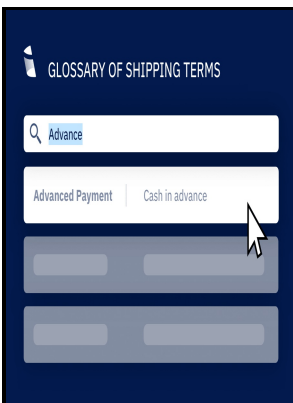 GLOSSARY OF SHIPPING TERMS
Advance
Advanced Payment Cash in advance